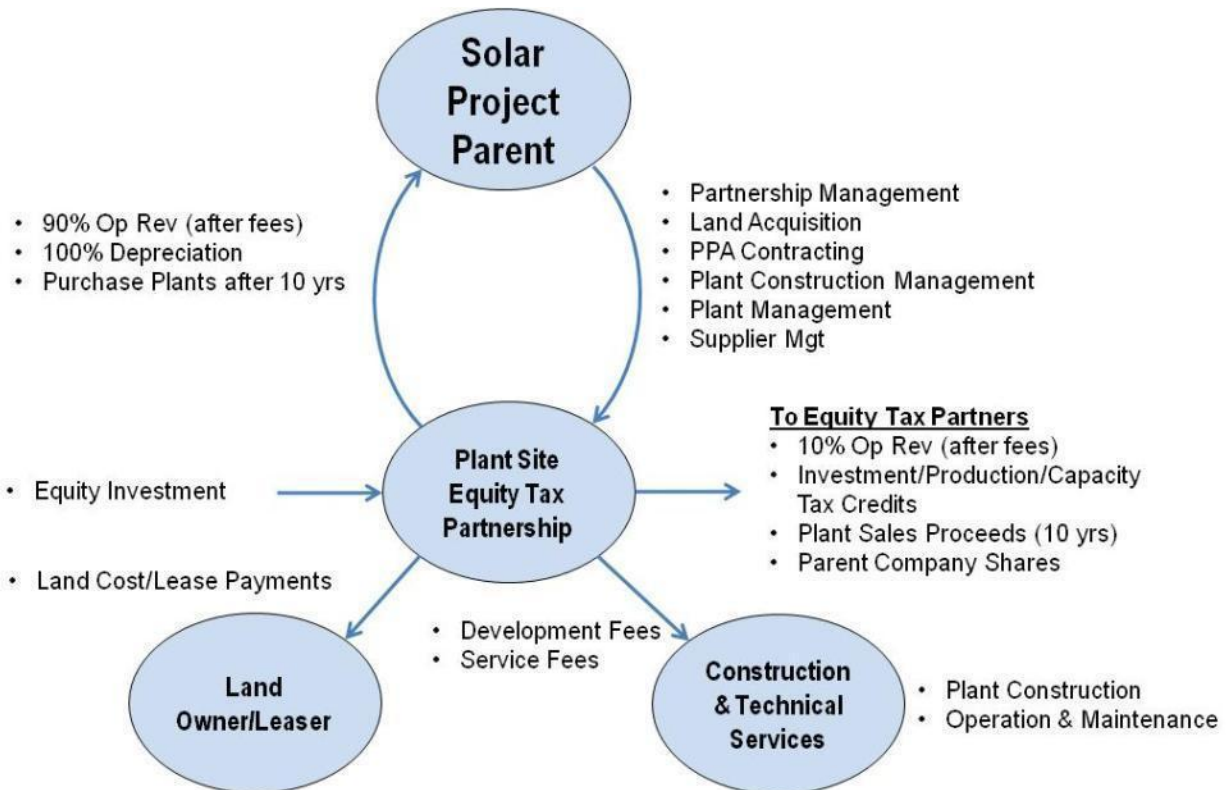 Solar
Project
Parent
• 90% Op Rev (after fees)
• 100% Depreciation
• Purchase Plants after 10 yrs
• Partnership Management
• Land Acquisition
• PPA Contracting
• Plant Construction Management
• Plant Management
• Supplier Mgt
• Equity Investment
Plant Site
Equity Tax
Partnership
To Equity Tax Partners
• 10% Op Rev (after fees)
• Investment/Production/Capacity
Tax Credits
• Plant Sales Proceeds (10 yrs)
• Parent Company Shares
• Land Cost/Lease Payments
• Development Fees
• Service Fees
Land
Owner/Leaser
Construction
& Technical
Services
• Plant Construction
• Operation & Maintenance